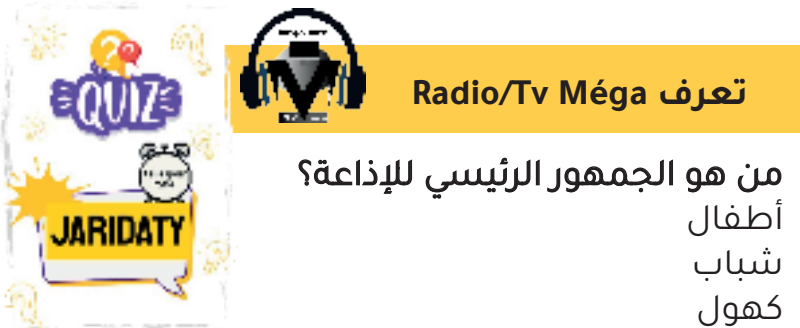 QUIZ
JARIDATY
تعرف Radio/Tv Méga
من هو الجمهور الرئيسي للإذاعة؟
أطفال
شباب
كهول